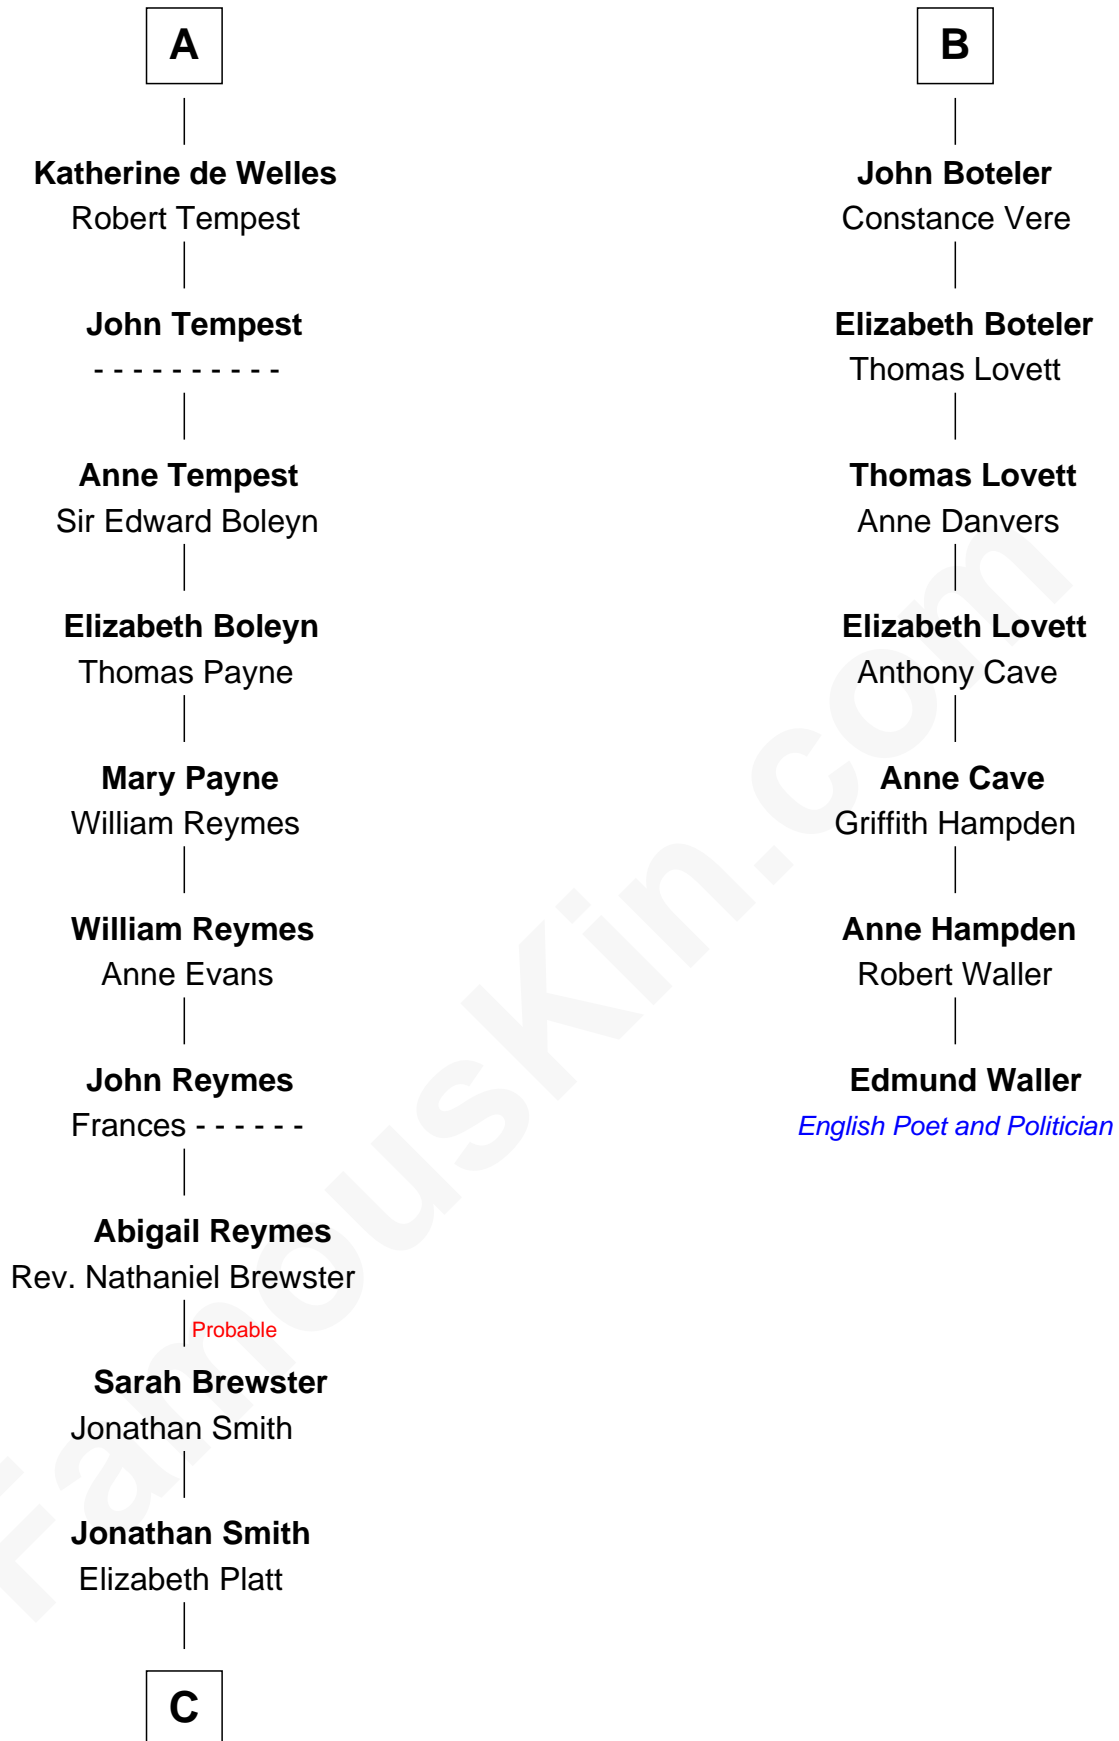 A
Katherine de Welles
Robert Tempest
John Tempest
- - - - - - - - - -
Anne Tempest
Sir Edward Boleyn
Elizabeth Boleyn
Thomas Payne
Mary Payne
William Reymes
William Reymes
Anne Evans
John Reymes
Frances - - - - - -
Abigail Reymes
Rev. Nathaniel Brewster
Probable
Sarah Brewster
Jonathan Smith
Jonathan Smith
Elizabeth Platt
C
B
John Boteler
Constance Vere
Elizabeth Boteler
Thomas Lovett
Thomas Lovett
Anne Danvers
Elizabeth Lovett
Anthony Cave
Anne Cave
Griffith Hampden
Anne Hampden
Robert Waller
Edmund Waller
English Poet and Politician
FamousKin.com